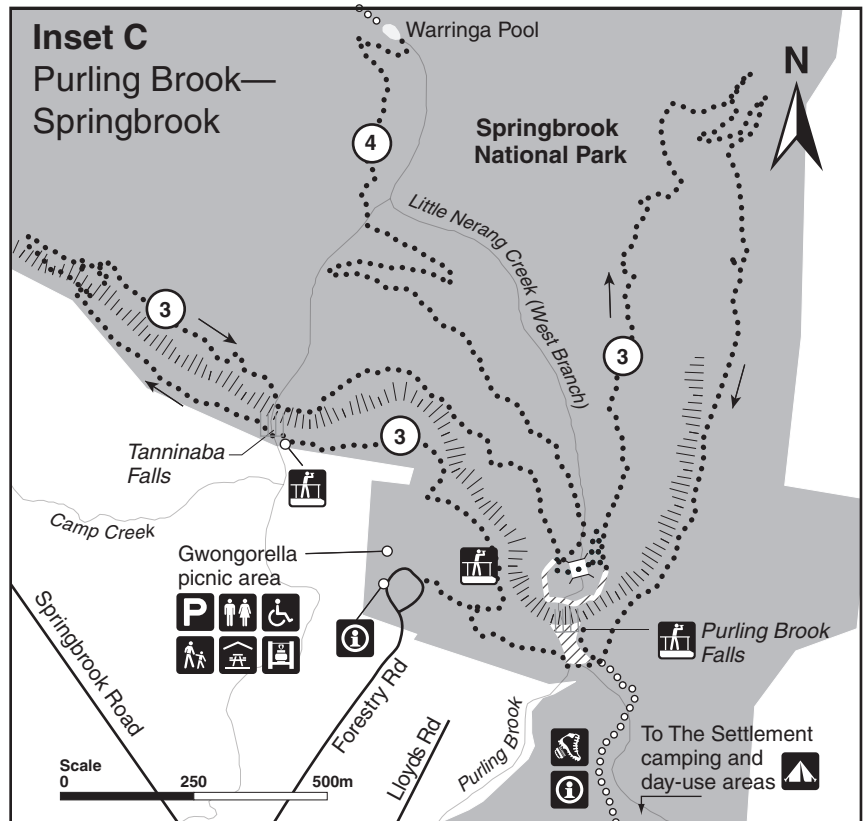 Inset C
Purling Brook—
Springbrook
Warringa Pool
N
4
Springbrook
National Park
Little Nerang Creek (West Branch)
3
3
3
Tanninaba
Falls
Camp Creek
Gwongorella
picnic area
P
i
Purling Brook
Falls
Springbrook Road
Forestry Rd
Lloyds Rd
Purling Brook
i
To The Settlement
camping and
day-use areas
Scale
0 250 500m